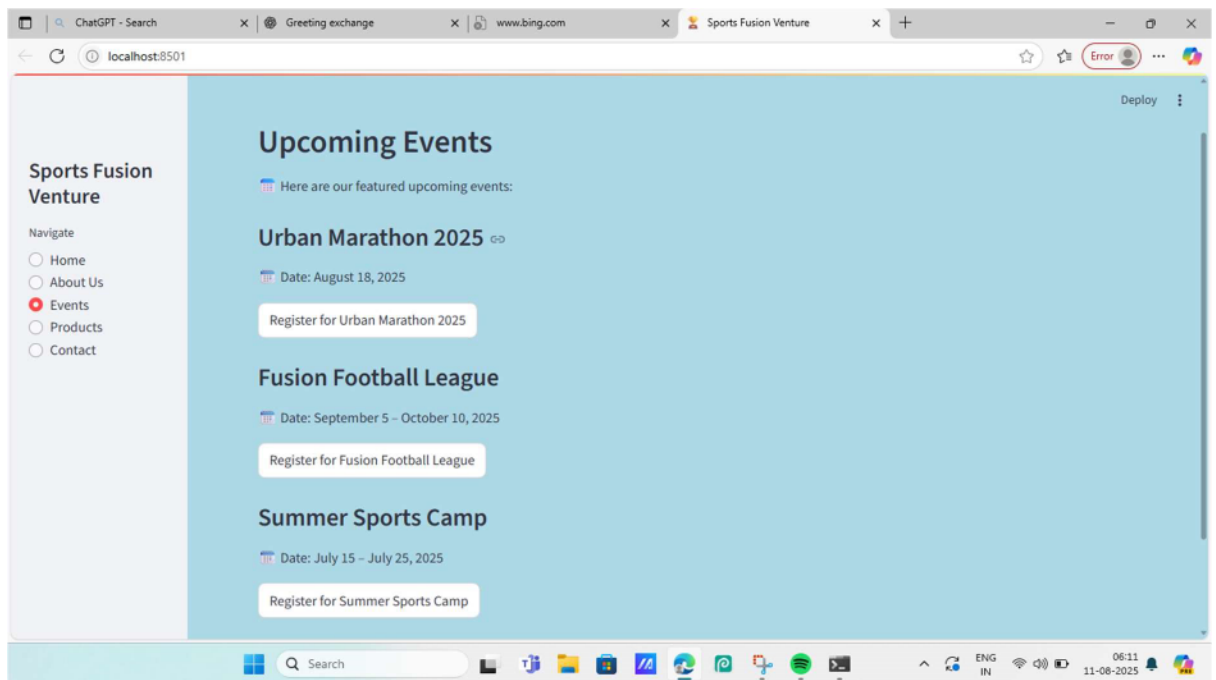 ChatGPT - Search
Greeting exchange
www.bing.com
Sports Fusion Venture
localhost:8501
Error
Deploy
Sports Fusion
Venture
Navigate
Home
About Us
Events
Products
Contact
Upcoming Events
Here are our featured upcoming events:
Urban Marathon 2025
Date: August 18, 2025
Register for Urban Marathon 2025
Fusion Football League
Date: September 5 – October 10, 2025
Register for Fusion Football League
Summer Sports Camp
Date: July 15 – July 25, 2025
Register for Summer Sports Camp
Search
ENG
IN
06:11
11-08-2025
PRE